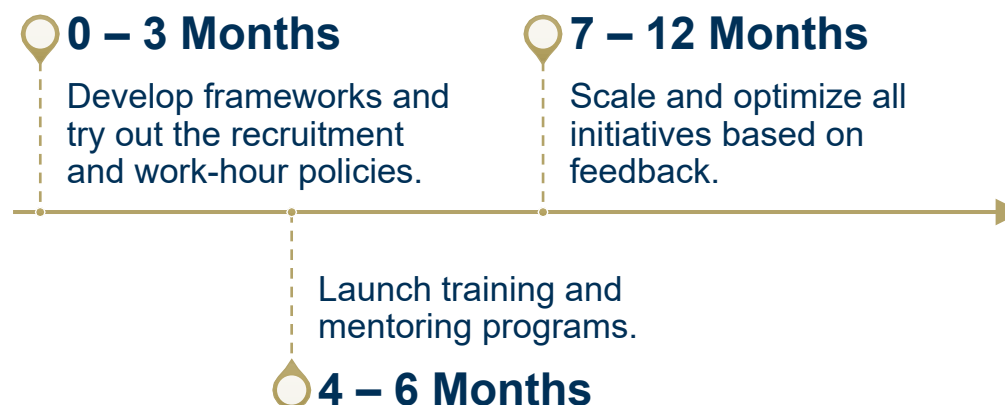 0 – 3 Months
Develop frameworks and
try out the recruitment
and work-hour policies.
7 – 12 Months
Scale and optimize all
initiatives based on
feedback.
Launch training and
mentoring programs.
4 – 6 Months